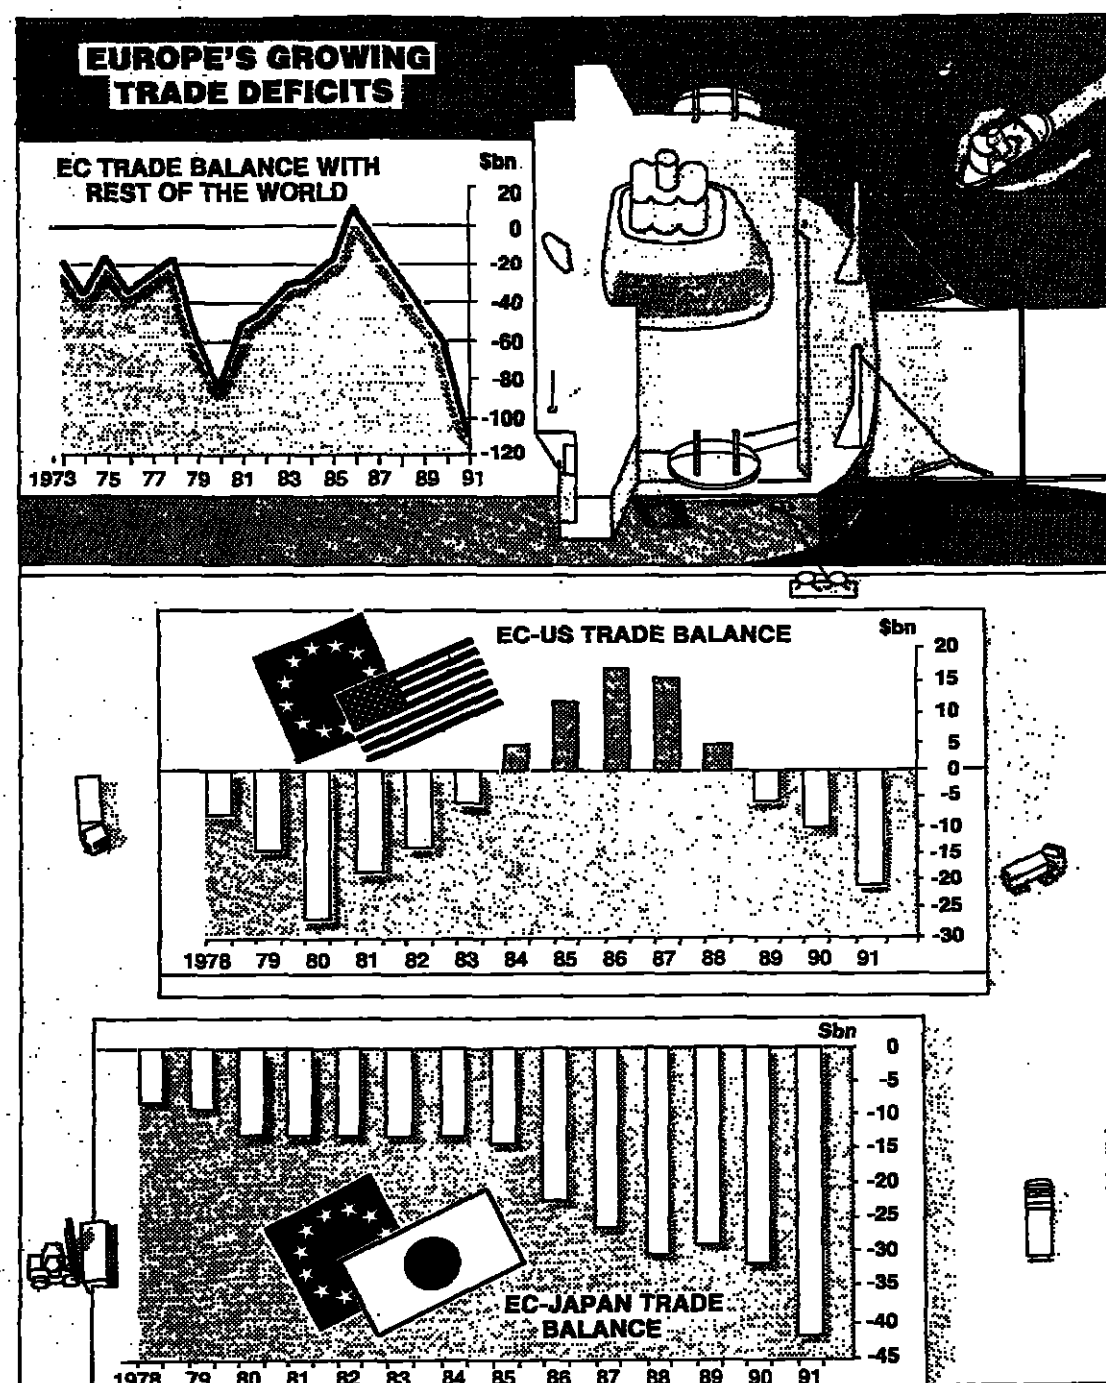 EUROPE'S GROWING
TRADE DEFICITS
EC TRADE BALANCE WITH
REST OF THE WORLD
$bn
20
0
-20
-40
-60
-80
-100
-120
1973 75 77 79 81 83 85 87 89 91
EC-US TRADE BALANCE
$bn
20
15
10
5
0
-5
-10
-15
-20
-25
-30
1978 79 80 81 82 83 84 85 86 87 88 89 90 91
$bn
0
-5
-10
-15
-20
-25
-30
-35
-40
-45
EC-JAPAN TRADE
BALANCE
1978 79 80 81 82 83 84 85 86 87 88 89 90 91